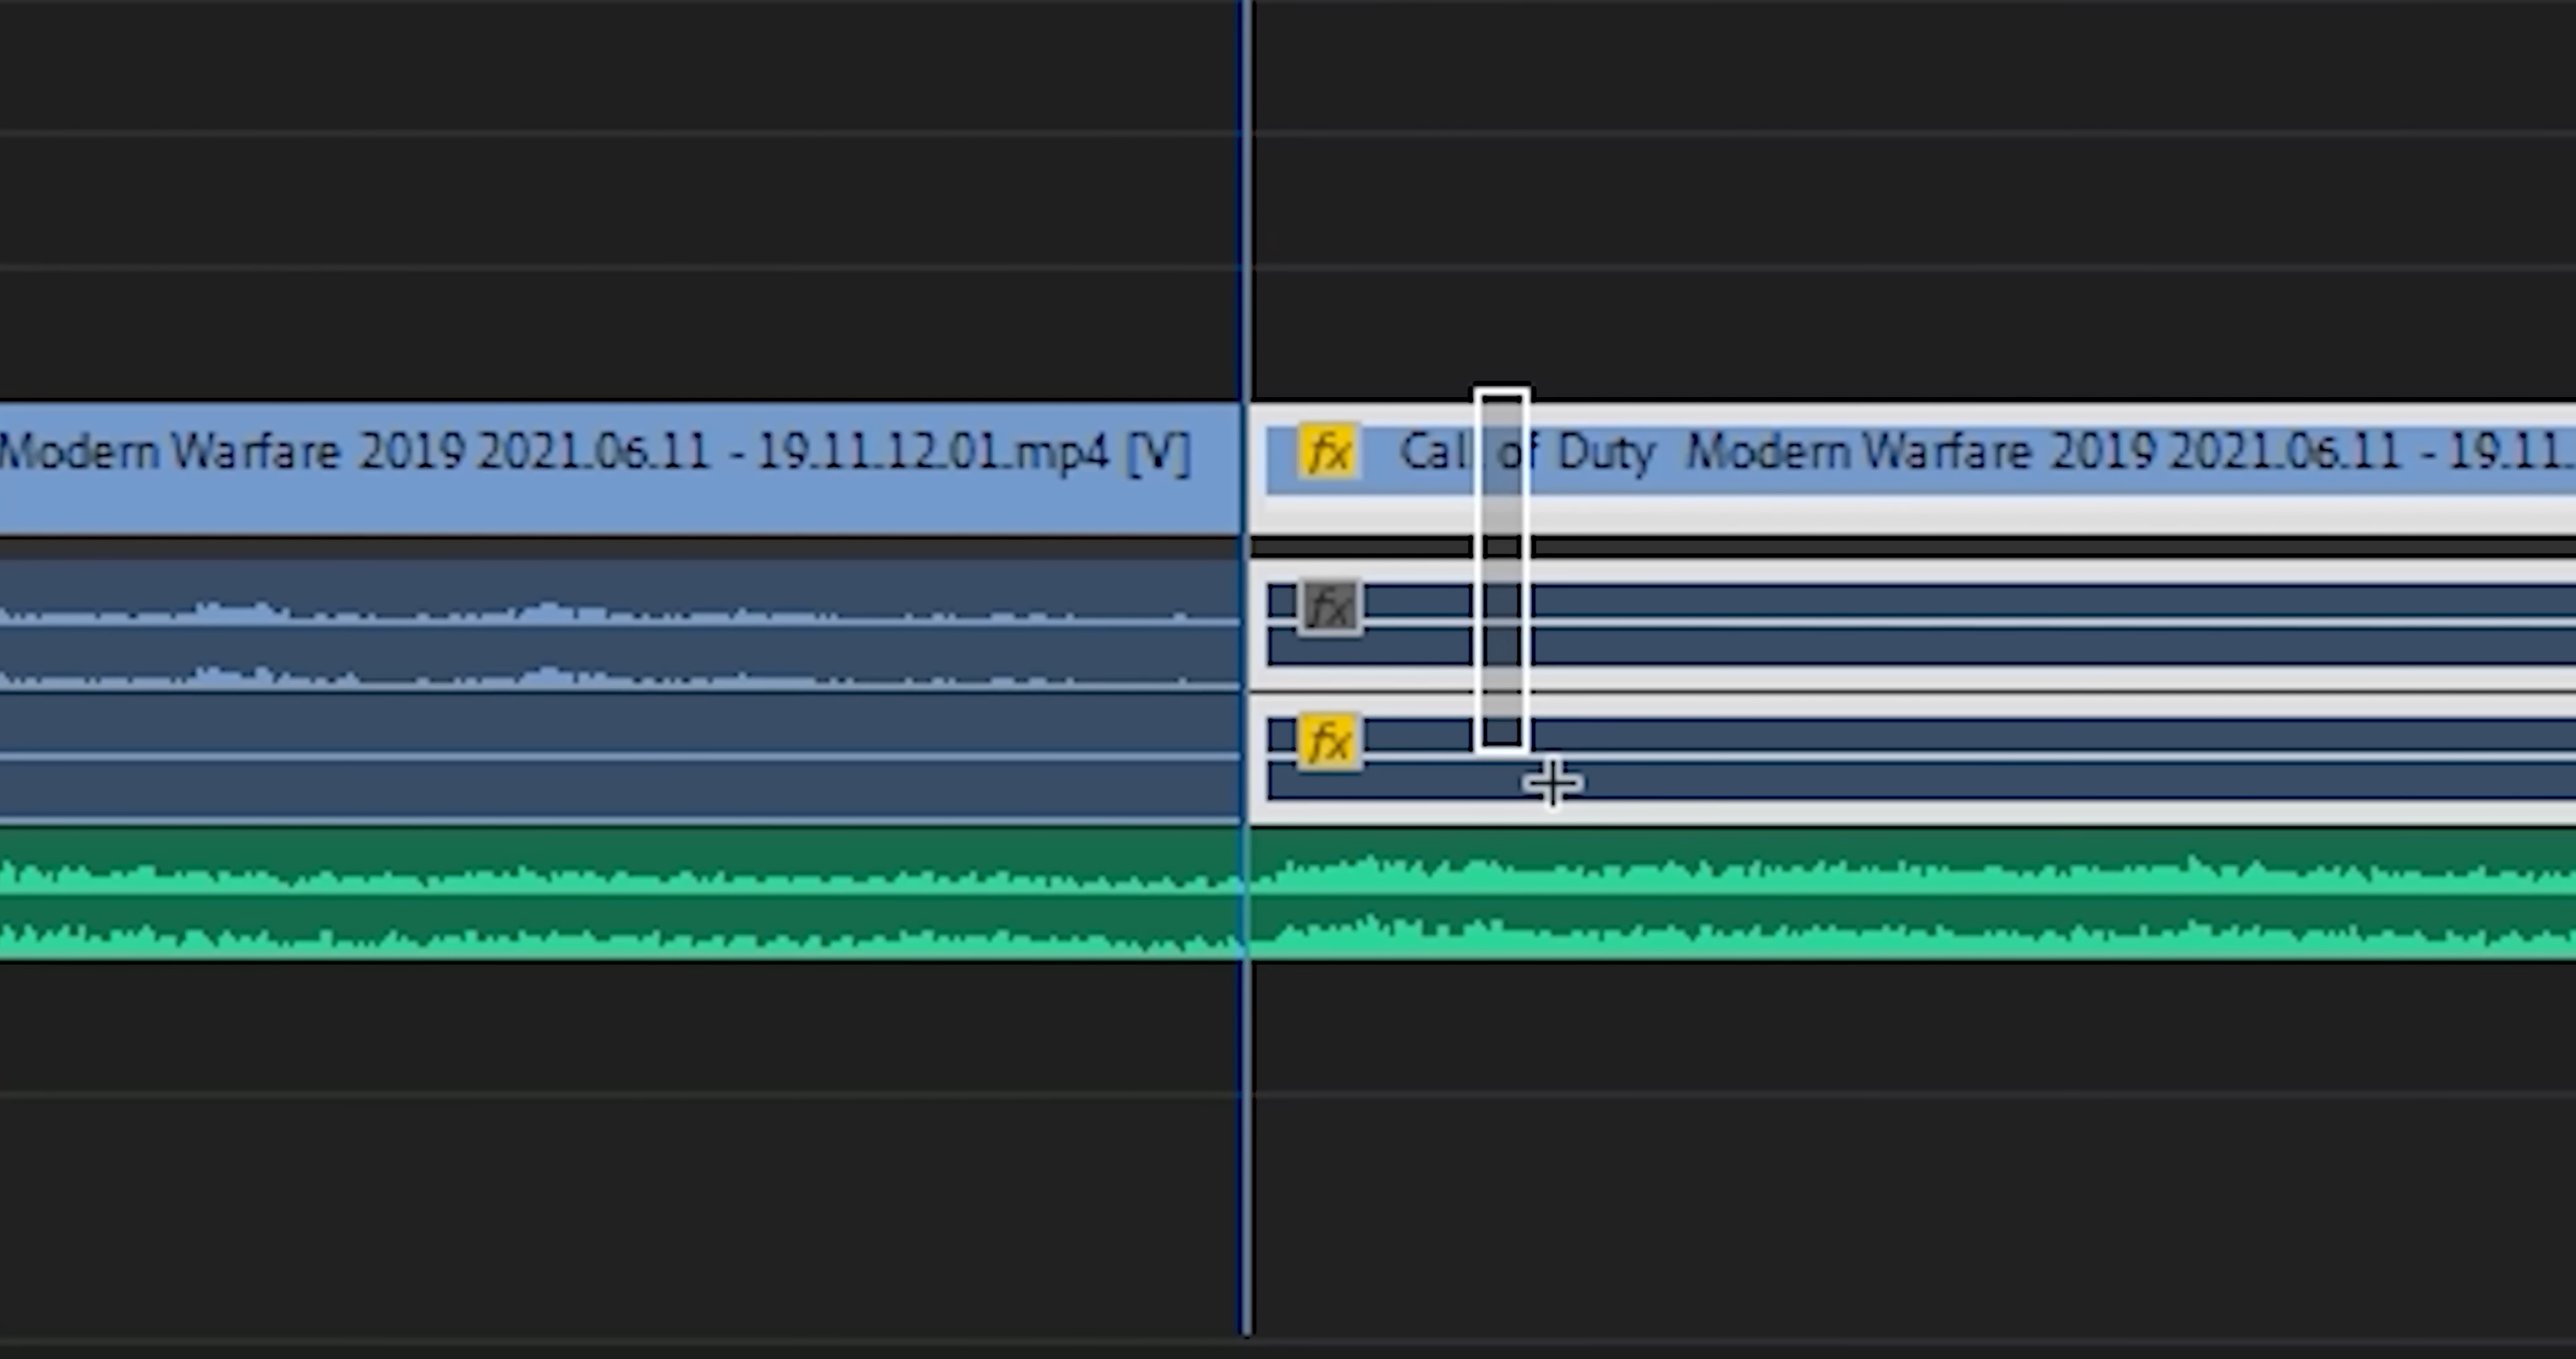 Modern Warfare 2019 2021.06.11 - 19.11.12.01.mp4 [V]
fx Call of Duty  Modern Warfare 2019 2021.06.11 - 19.11.
fx
fx